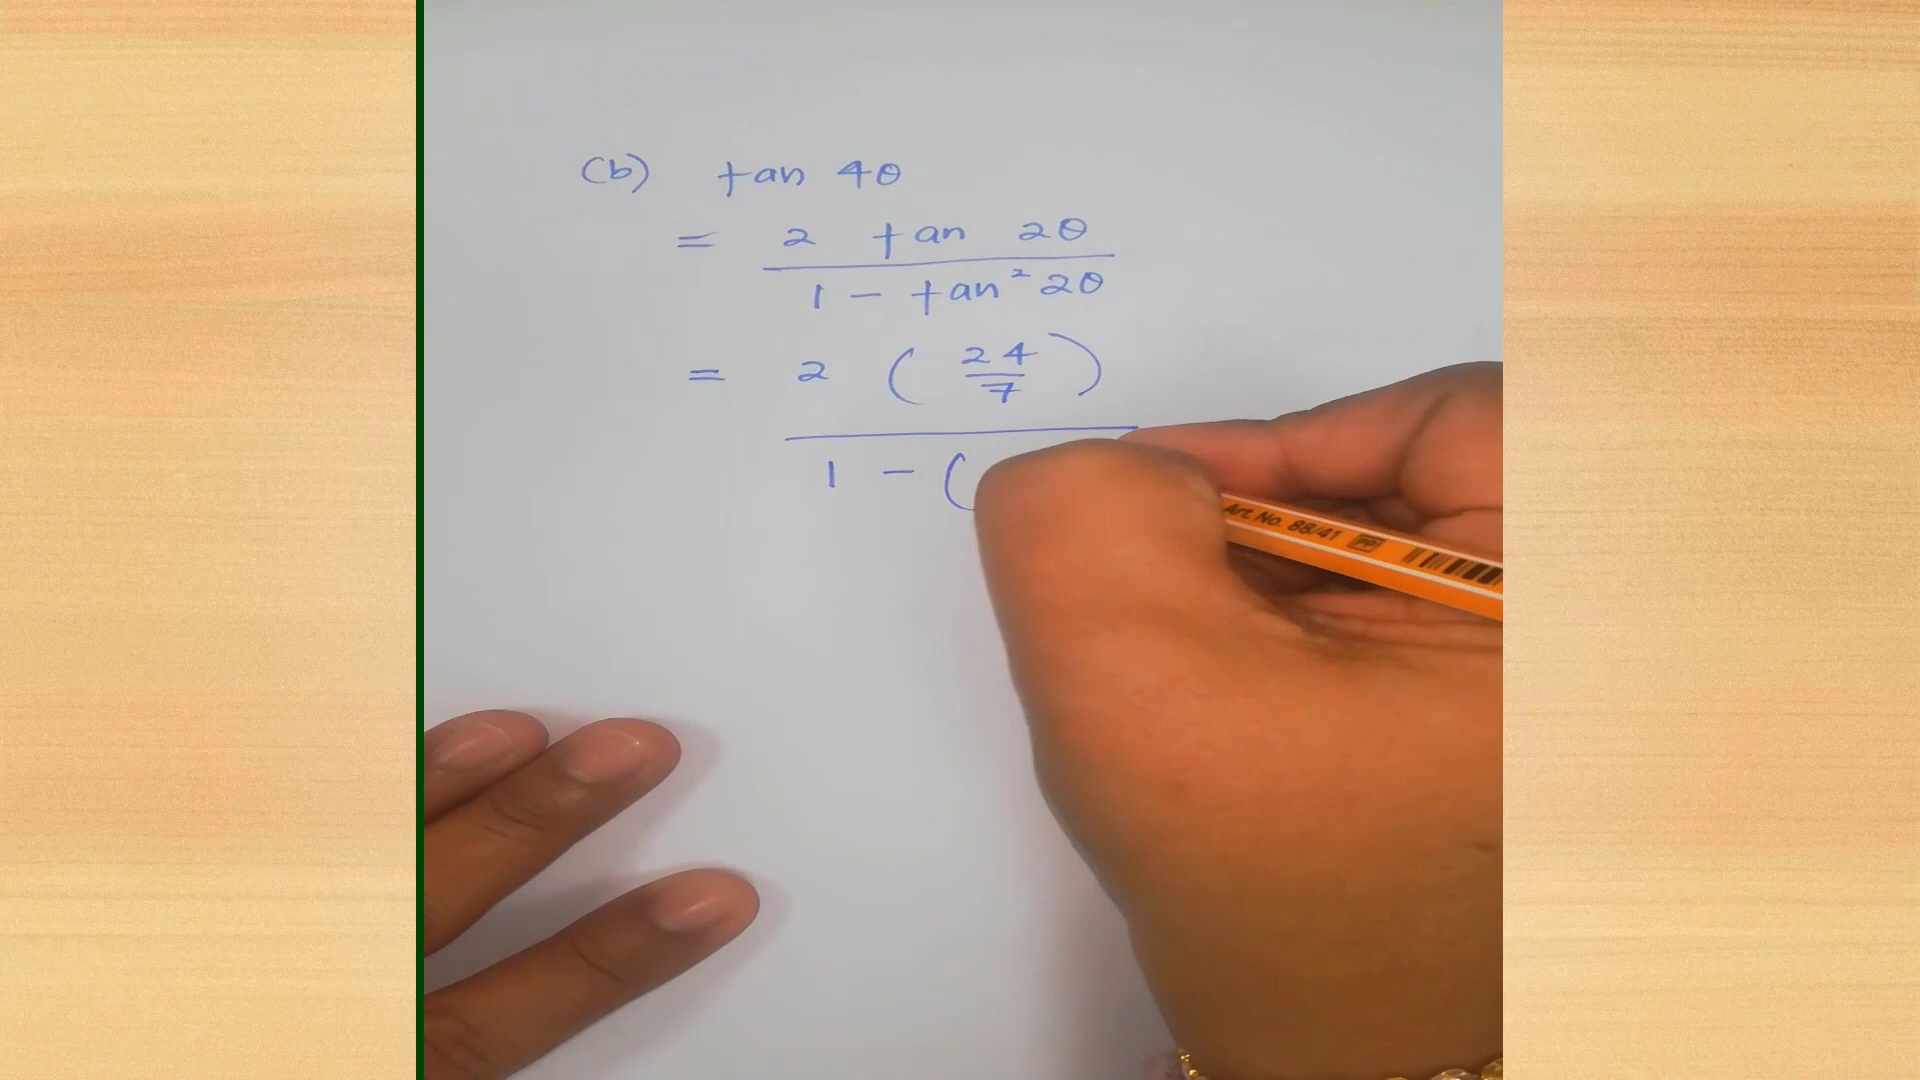 (b) tan 4θ
= 2 tan 2θ
1 - tan² 2θ
= 2 ( 24/7 )
1 - (
Art. No. 88/41